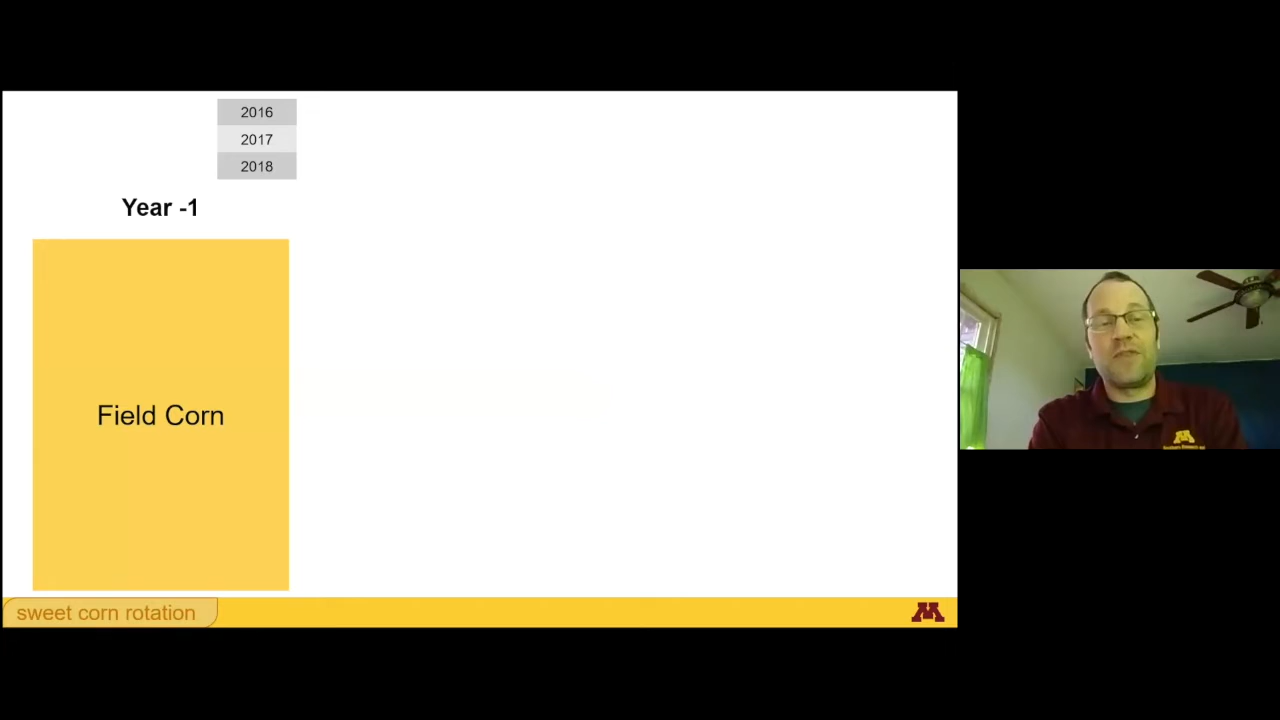 2016
2017
2018
Year -1
Field Corn
sweet corn rotation
M